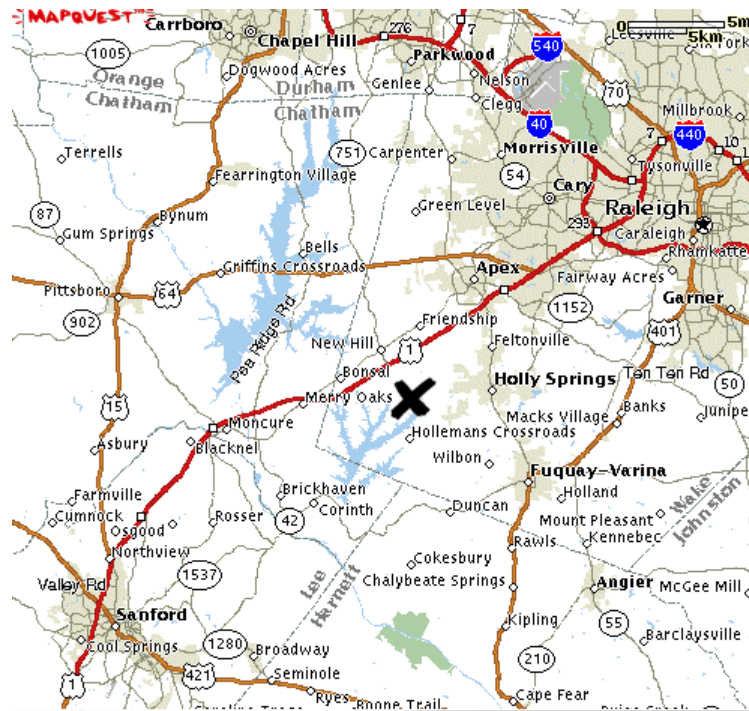 MAPQUEST
Carrboro
Chapel Hill
276
7
540
Leesville
0 5m
5km
1005
Parkwood
Orange
Dogwood Acres
Durham
Genlee
Nelson
Clegg
70
Chatham
Chatham
40
Millbrook
7
440
10
1
Terrells
751
Carpenter
Morrisville
54
Tysonville
Fearrington Village
Cary
87
Bynum
Green Level
Raleigh
Gum Springs
293
Caraleigh
Bells
Rhamkatte
Griffins Crossroads
Apex
Fairway Acres
Pittsboro
64
Garner
902
Pea Ridge Rd
Friendship
1152
401
New Hill
1
Feltonville
Bonsal
Ten Ten Rd
Holly Springs
50
15
Merry Oaks
Macks Village
Banks
Junipe
Moncure
Asbury
Blacknel
Hollemans Crossroads
Wilbon
Fuquay-Varina
Farmville
Brickhaven
Holland
Wake
Cumnock
Osgood
Rosser
42
Corinth
Duncan
Mount Pleasant
Johnston
Northview
Rawls
Kennebec
Valley Rd
1537
Lee
Harnett
Cokesbury
Chalybeate Springs
Angier
McGee Mill
Sanford
Kipling
55
Cool Springs
1280
Broadway
Barclaysville
210
1
421
Seminole
Ryes
Boone Trail
Cape Fear